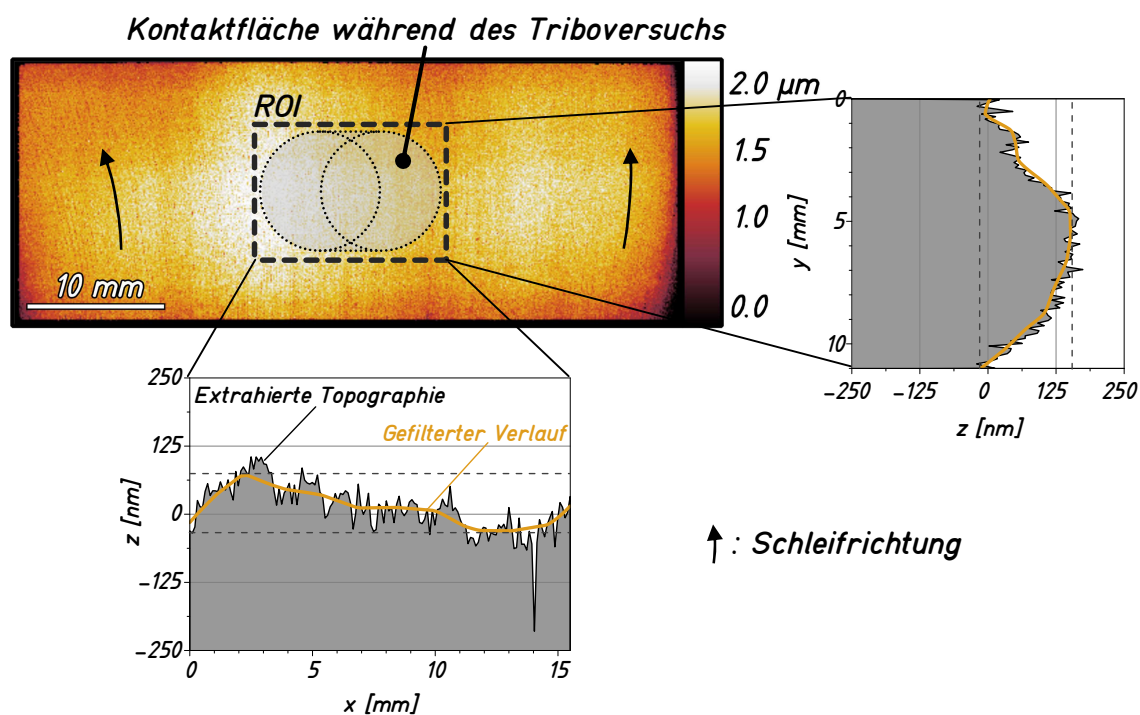 Kontaktfläche während des Triboversuchs
ROI
10 mm
2.0 µm
1.5
1.0
0.0
0
5
10
y [mm]
-250 -125 0 125 250
z [nm]
250
125
0
-125
-250
z [nm]
Extrahierte Topographie
Gefilterter Verlauf
0 5 10 15
x [mm]
: Schleifrichtung